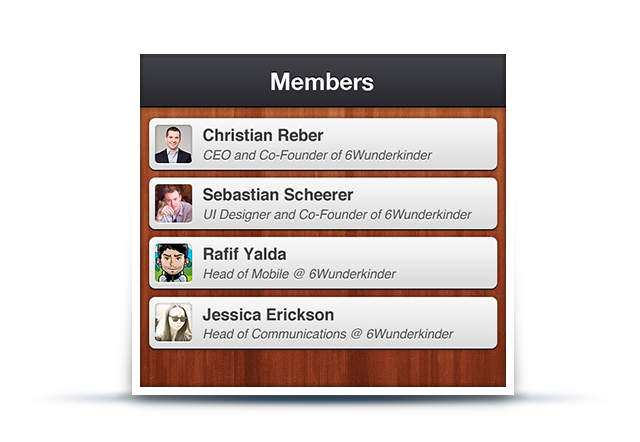 Members
Christian Reber
CEO and Co-Founder of 6Wunderkinder
Sebastian Scheerer
UI Designer and Co-Founder of 6Wunderkinder
Rafif Yalda
Head of Mobile @ 6Wunderkinder
Jessica Erickson
Head of Communications @ 6Wunderkinder